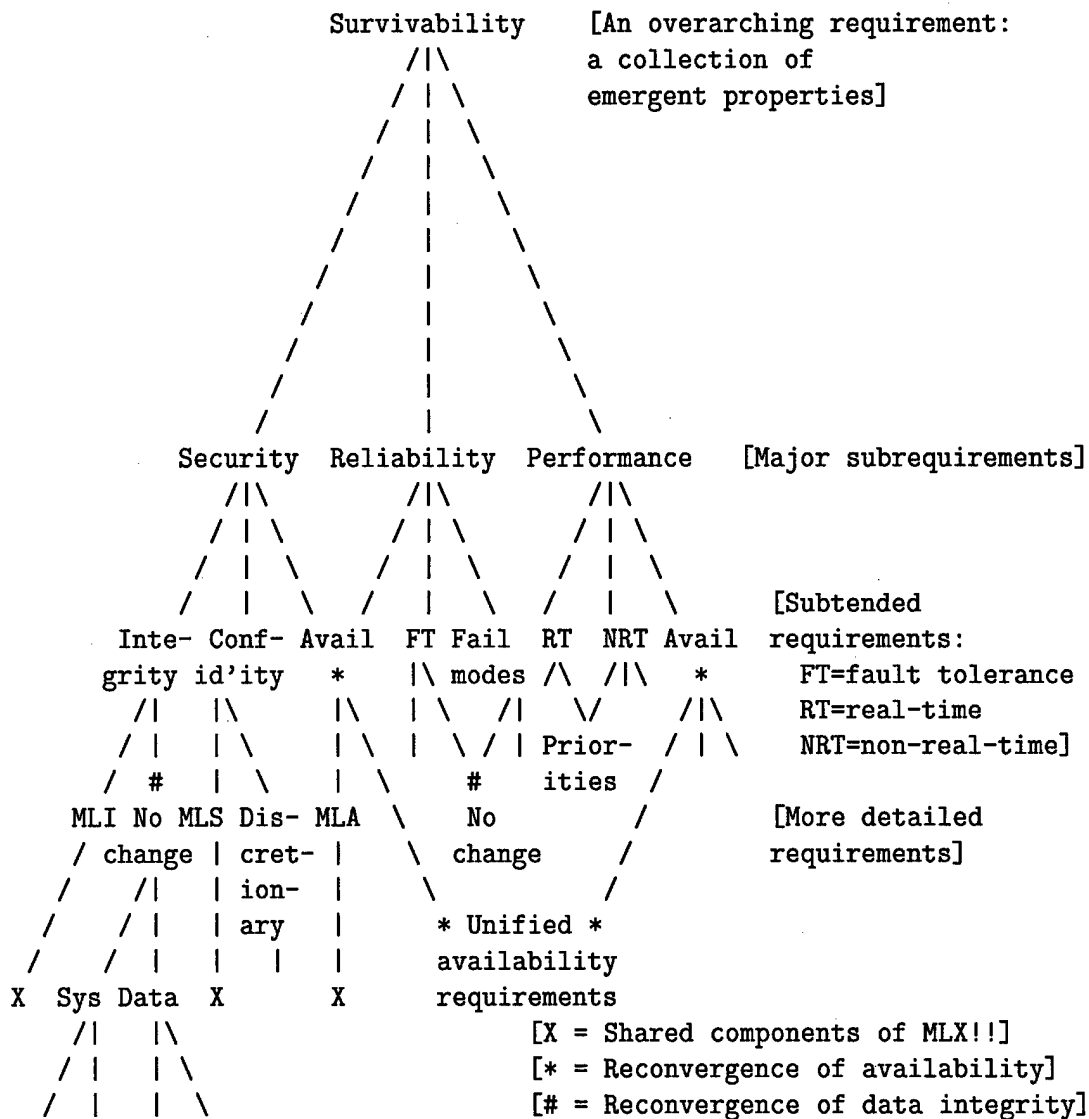 Survivability [An overarching requirement:
/|\ a collection of
/ | \ emergent properties]
/ | \
/ | \
/ | \
/ | \
/ | \
/ | \
/ | \
/ | \
/ | \
/ | \
Security Reliability Performance [Major subrequirements]
/|\ /|\ /|\
/ | \ / | \ / | \
/ | \ / | \ / | \
/ | \ / | \ / | \ [Subtended
Inte- Conf- Avail FT Fail RT NRT Avail requirements:
grity id'ity * |\ modes /\ /|\ * FT=fault tolerance
/| |\ |\ | \ /| \/ /|\ RT=real-time
/ | | \ | \ | \ / | Prior- / | \ NRT=non-real-time]
/ # | \ | \ # ities /
MLI No MLS Dis- MLA \ No / [More detailed
/ change | cret- | \ change / requirements]
/ /| | ion- | \ /
/ / | | ary | * Unified *
/ / | | | | availability
X Sys Data X X requirements
/| |\ [X = Shared components of MLX!!]
/ | | \ [* = Reconvergence of availability]
/ | | \ [# = Reconvergence of data integrity]